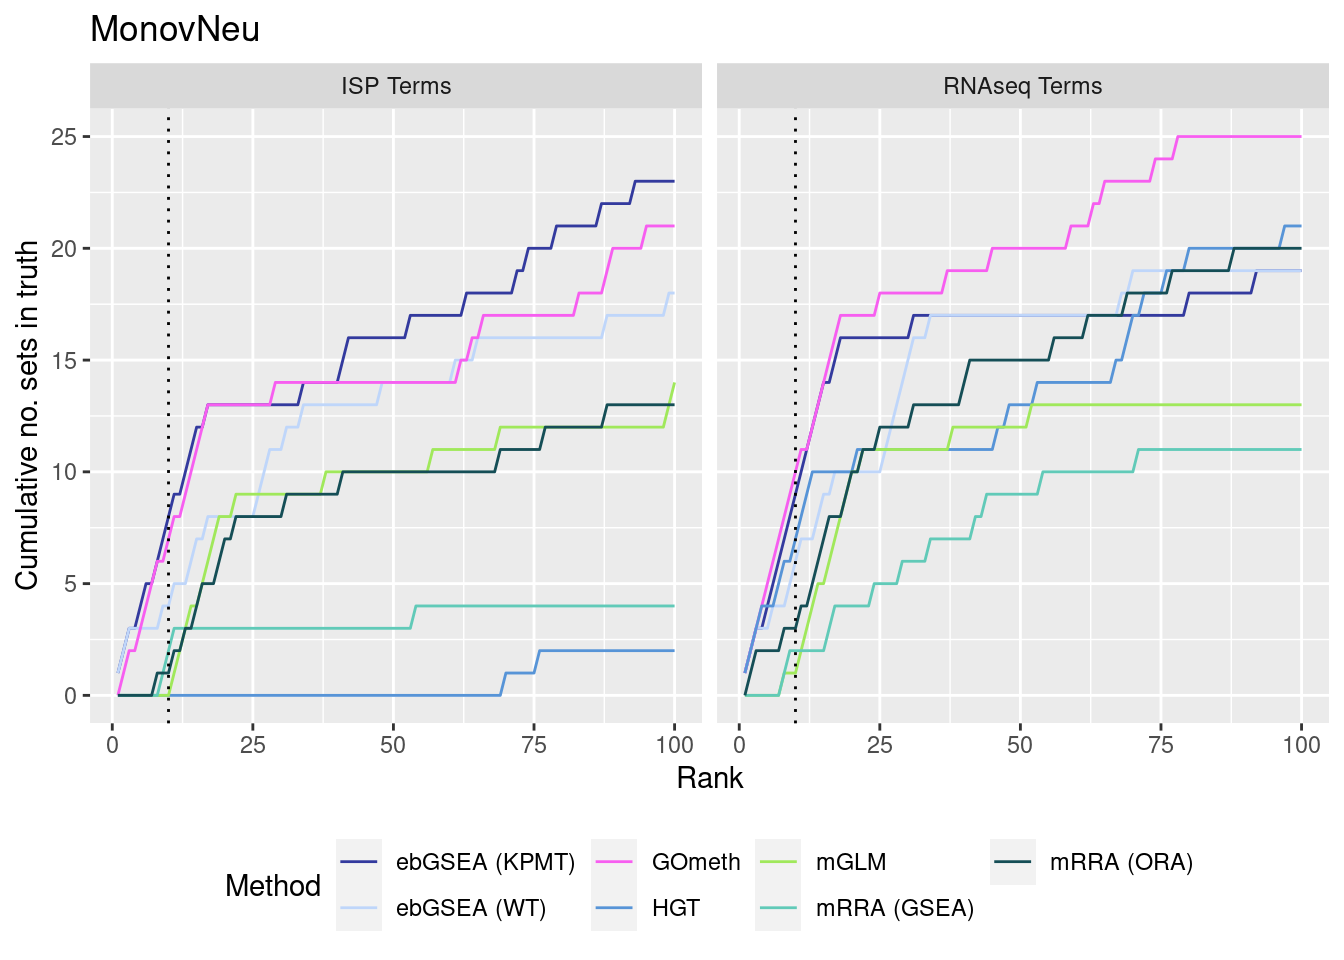 MonovNeu
ISP Terms
RNAseq Terms
Cumulative no. sets in truth
25
20
15
10
5
0
0 25 50 75 100
0 25 50 75 100
Rank
Method
ebGSEA (KPMT) GOmeth mGLM mRRA (ORA)
ebGSEA (WT) HGT mRRA (GSEA)